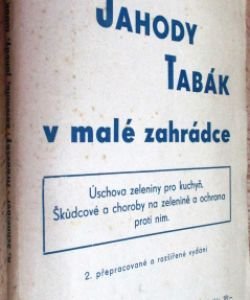 JAHODY
TABÁK
v malé zahrádce
Úschova zeleniny pro kuchyň,
Škůdcové a choroby na zelenině a ochrana
proti nim.
2. přepracované a rozšířené vydání